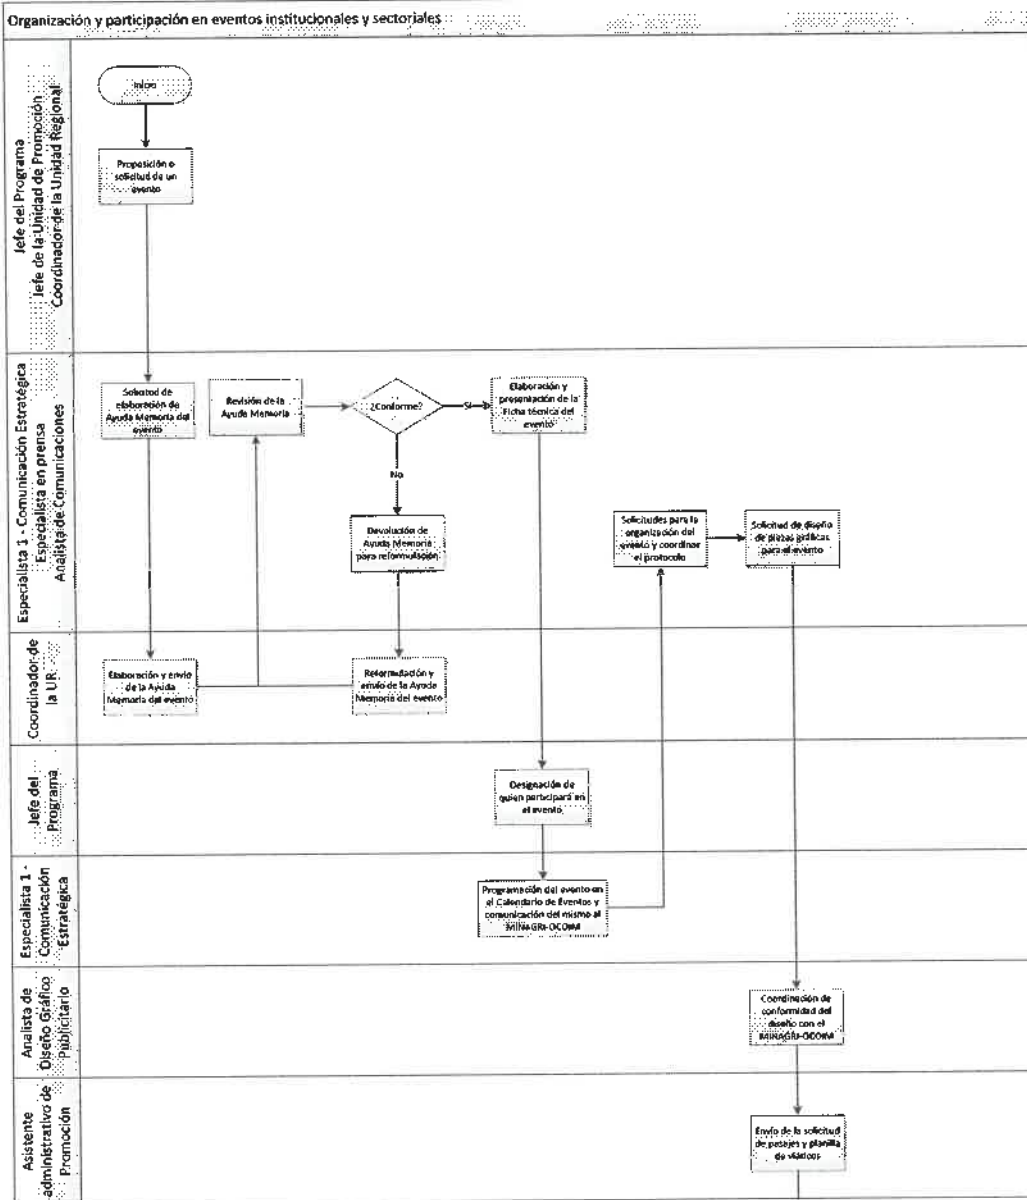 Organización y participación en eventos institucionales y sectoriales
Jefe del Programa
Jefe de la Unidad de Promoción
Coordinador de la Unidad Regional
Inicio
Proposición o
solicitud de un
evento
Especialista 1 - Comunicación Estratégica
Especialista en prensa
Analista de Comunicaciones
Solicitud de
elaboración de
Ayuda Memoria del
evento
Revisión de la
Ayuda Memoria
¿Conforme?
Si
Elaboración y
presentación de la
Ficha técnica del
evento
No
Devolución de
Ayuda Memoria
para reformulación
Solicitudes para la
organización del
evento y coordinar
el protocolo
Solicitud de diseño
de piezas gráficas
para el evento
Coordinador de
la UR
Elaboración y envío
de la Ayuda
Memoria del evento
Reformulación y
envío de la Ayuda
Memoria del evento
Jefe del
Programa
Designación de
quien participará en
el evento
Especialista 1 -
Comunicación
Estratégica
Programación del evento en
el Calendario de Eventos y
comunicación del mismo al
MINAGRI-OCOIM
Analista de
Diseño Gráfico
Publicitario
Coordinación de
conformidad del
diseño con el
MINAGRI-OCOIM
Asistente
administrativo de
Promoción
Envío de la solicitud
de pasajes y planilla
de viáticos